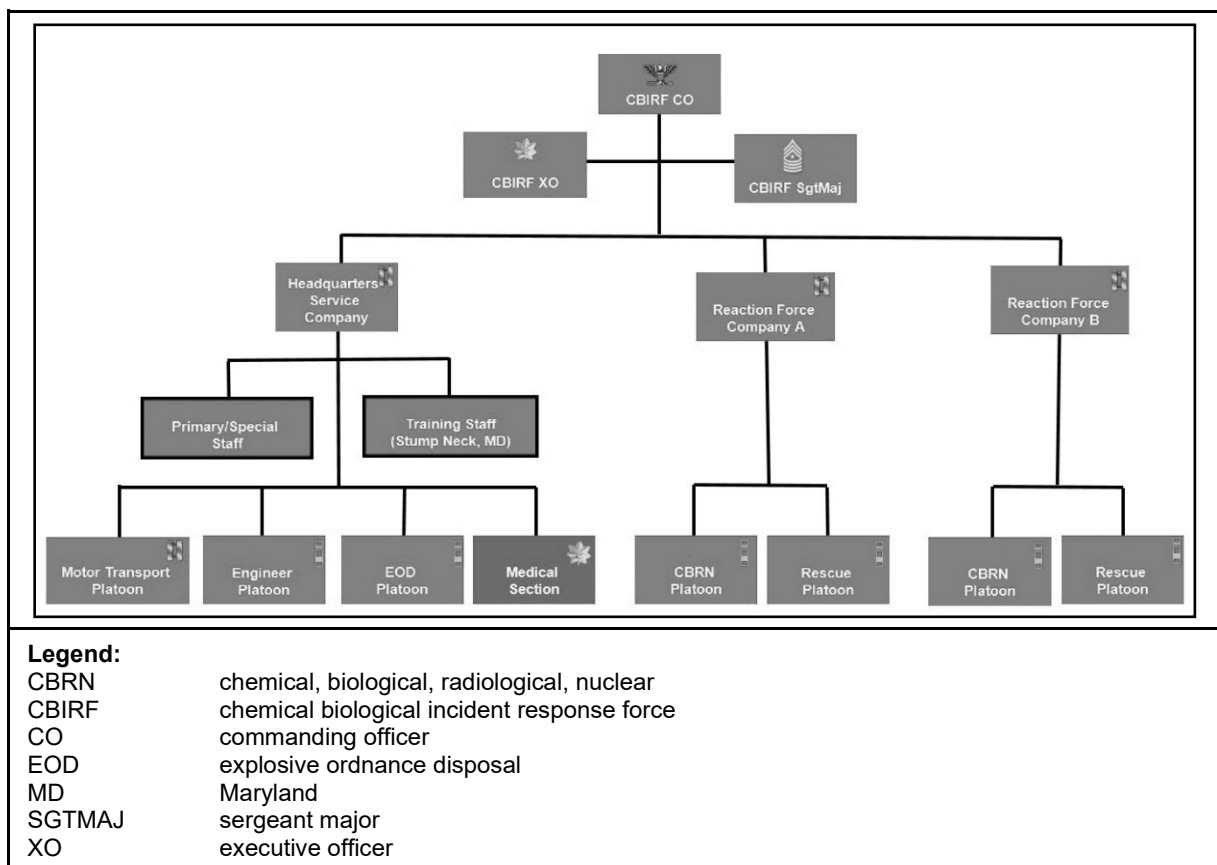 CBIRF CO
CBIRF XO
CBIRF SgtMaj
Headquarters
Service
Company
Reaction Force
Company A
Reaction Force
Company B
Primary/Special
Staff
Training Staff
(Stump Neck, MD)
Motor Transport
Platoon
Engineer
Platoon
EOD
Platoon
Medical
Section
CBRN
Platoon
Rescue
Platoon
CBRN
Platoon
Rescue
Platoon
Legend:
CBRN chemical, biological, radiological, nuclear
CBIRF chemical biological incident response force
CO commanding officer
EOD explosive ordnance disposal
MD Maryland
SGTMAJ sergeant major
XO executive officer